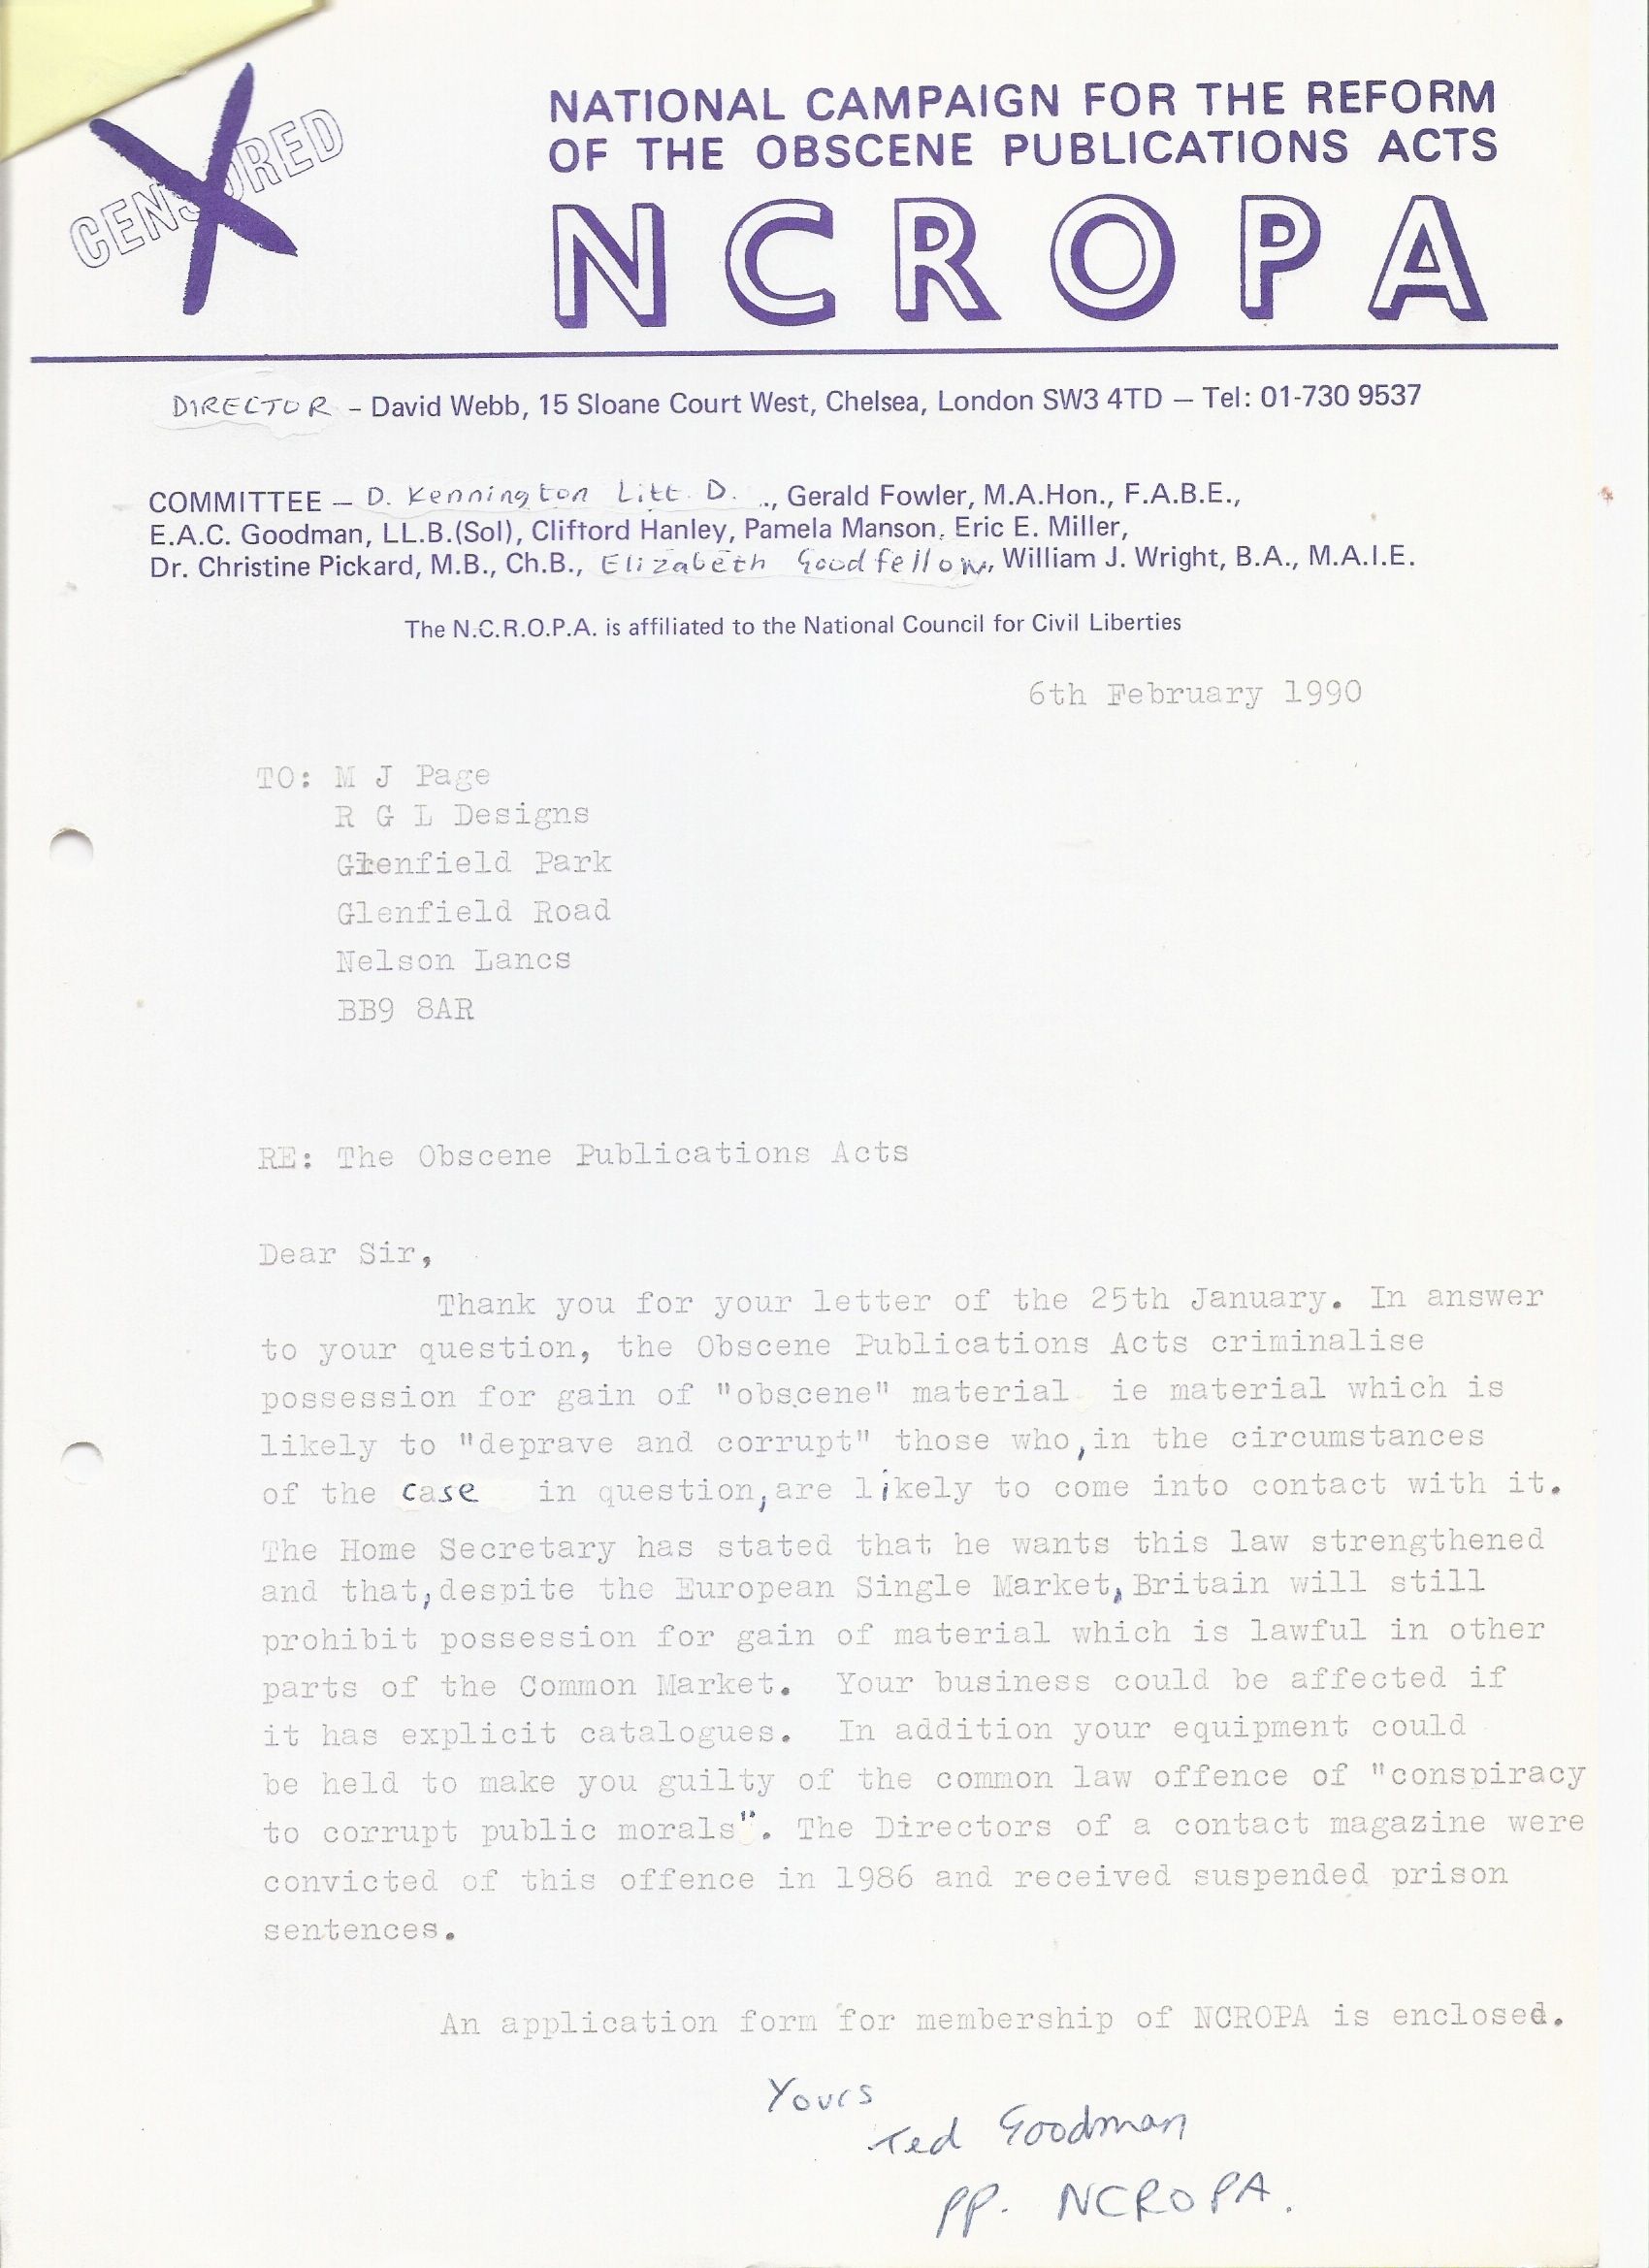 CENSORED
NATIONAL CAMPAIGN FOR THE REFORM
OF THE OBSCENE PUBLICATIONS ACTS
NCROPA
DIRECTOR - David Webb, 15 Sloane Court West, Chelsea, London SW3 4TD – Tel: 01-730 9537
COMMITTEE – D. Kennington Litt. D. ., Gerald Fowler, M.A.Hon., F.A.B.E.,
E.A.C. Goodman, LL.B.(Sol), Clifford Hanley, Pamela Manson, Eric E. Miller,
Dr. Christine Pickard, M.B., Ch.B., Elizabeth Goodfellow, William J. Wright, B.A., M.A.I.E.
The N.C.R.O.P.A. is affiliated to the National Council for Civil Liberties
6th February 1990
TO: M J Page
R G L Designs
Glenfield Park
Glenfield Road
Nelson Lancs
BB9 8AR
RE: The Obscene Publications Acts
Dear Sir,
Thank you for your letter of the 25th January. In answer
to your question, the Obscene Publications Acts criminalise
possession for gain of "obscene" material ie material which is
likely to "deprave and corrupt" those who, in the circumstances
of the case in question, are likely to come into contact with it.
The Home Secretary has stated that he wants this law strengthened
and that, despite the European Single Market, Britain will still
prohibit possession for gain of material which is lawful in other
parts of the Common Market. Your business could be affected if
it has explicit catalogues. In addition your equipment could
be held to make you guilty of the common law offence of "conspiracy
to corrupt public morals". The Directors of a contact magazine were
convicted of this offence in 1986 and received suspended prison
sentences.
An application form for membership of NCROPA is enclosed.
Yours
Ted Goodman
pp. NCROPA.